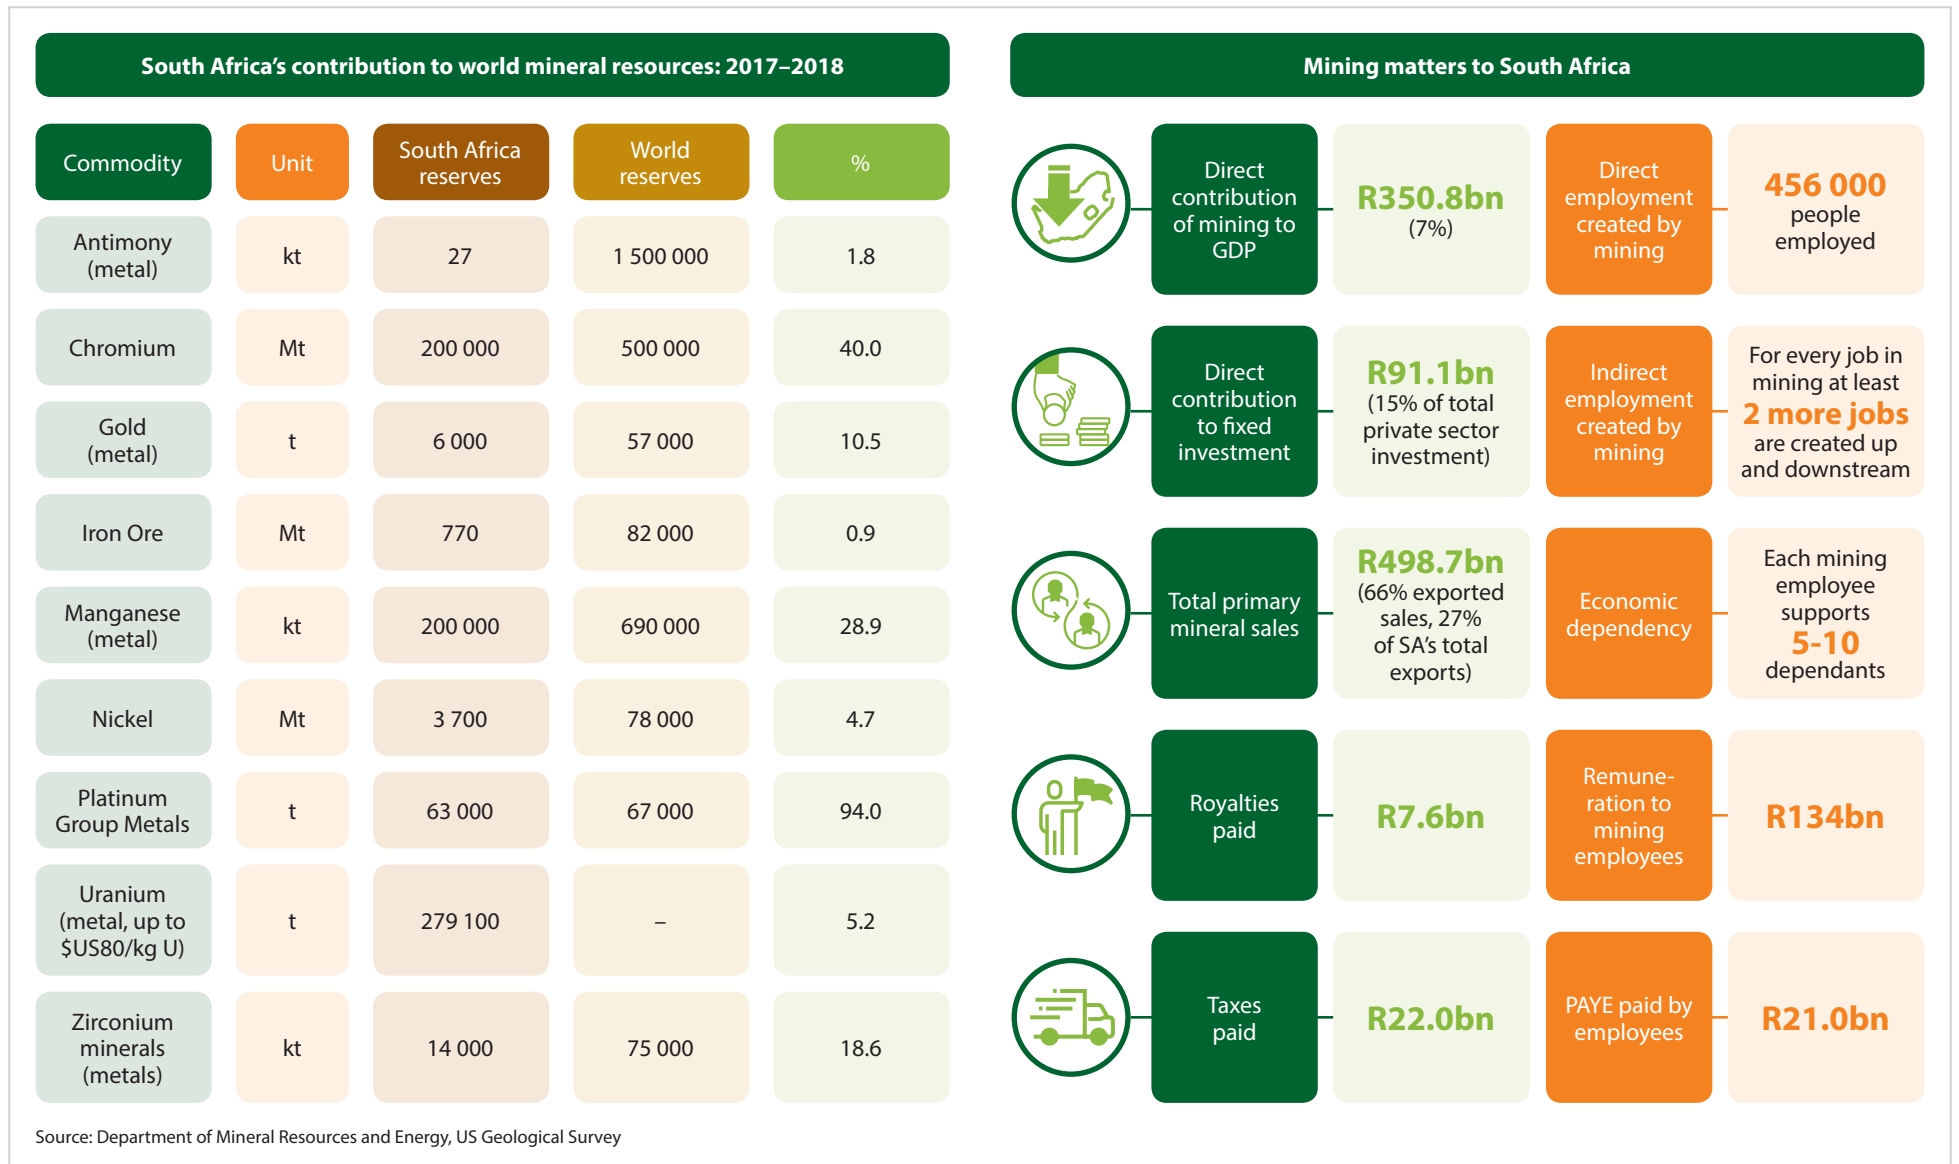 South Africa's contribution to world mineral resources: 2017–2018
Commodity
Unit
South Africa
reserves
World
reserves
%
Antimony
(metal)
kt
27
1 500 000
1.8
Chromium
Mt
200 000
500 000
40.0
Gold
(metal)
t
6 000
57 000
10.5
Iron Ore
Mt
770
82 000
0.9
Manganese
(metal)
kt
200 000
690 000
28.9
Nickel
Mt
3 700
78 000
4.7
Platinum
Group Metals
t
63 000
67 000
94.0
Uranium
(metal, up to
$US80/kg U)
t
279 100
–
5.2
Zirconium
minerals
(metals)
kt
14 000
75 000
18.6
Source: Department of Mineral Resources and Energy, US Geological Survey
Mining matters to South Africa
Direct
contribution
of mining to
GDP
R350.8bn
(7%)
Direct
employment
created by
mining
456 000
people
employed
Direct
contribution
to fixed
investment
R91.1bn
(15% of total
private sector
investment)
Indirect
employment
created by
mining
For every job in
mining at least
2 more jobs
are created up
and downstream
Total primary
mineral sales
R498.7bn
(66% exported
sales, 27%
of SA's total
exports)
Economic
dependency
Each mining
employee
supports
5-10
dependants
Royalties
paid
R7.6bn
Remune-
ration to
mining
employees
R134bn
Taxes
paid
R22.0bn
PAYE paid by
employees
R21.0bn